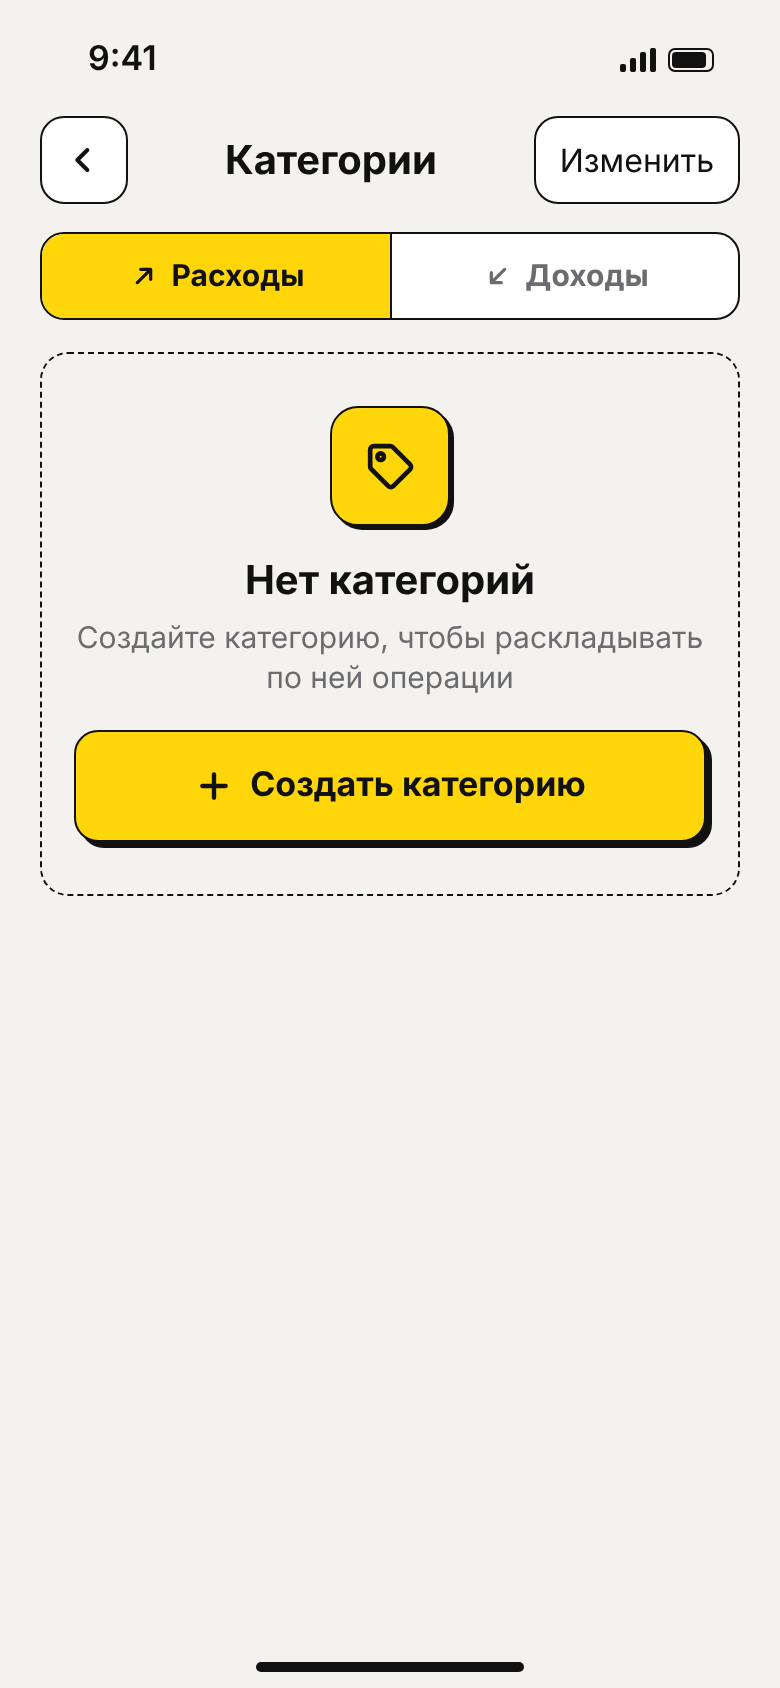 9:41
Категории
Изменить
Расходы
Доходы
Нет категорий
Создайте категорию, чтобы раскладывать
по ней операции
Создать категорию